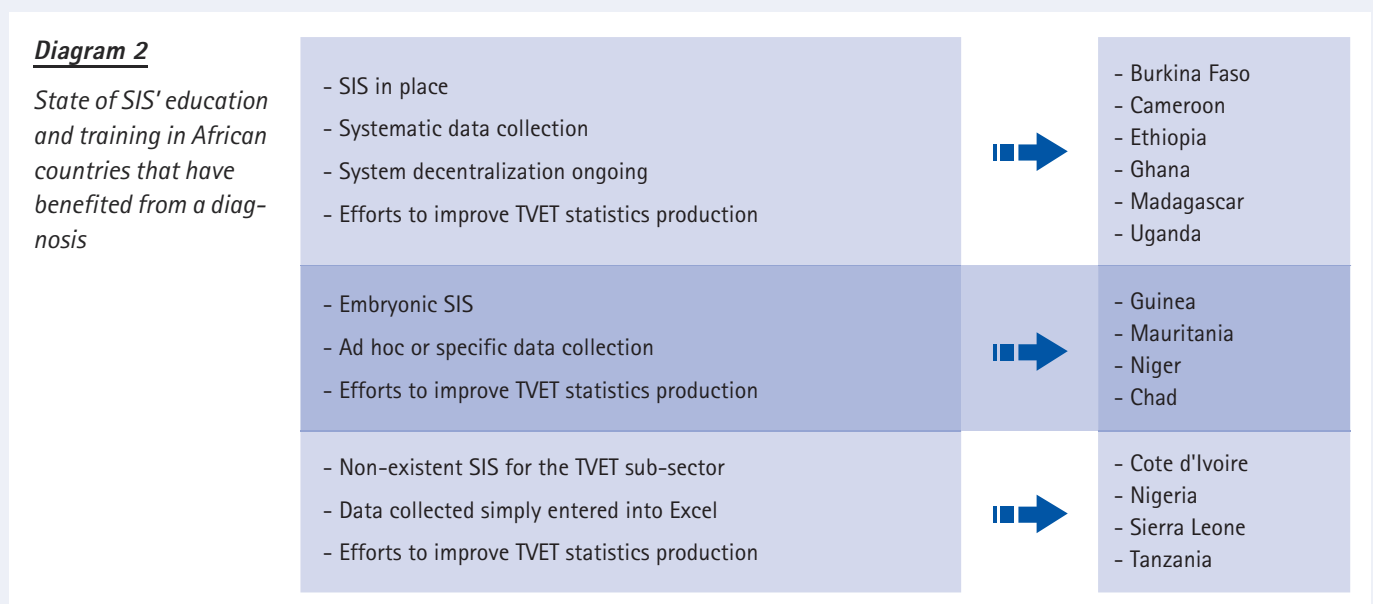 Diagram 2
State of SIS' education
and training in African
countries that have
benefited from a diag-
nosis
- SIS in place
- Systematic data collection
- System decentralization ongoing
- Efforts to improve TVET statistics production
- Burkina Faso
- Cameroon
- Ethiopia
- Ghana
- Madagascar
- Uganda
- Embryonic SIS
- Ad hoc or specific data collection
- Efforts to improve TVET statistics production
- Guinea
- Mauritania
- Niger
- Chad
- Non-existent SIS for the TVET sub-sector
- Data collected simply entered into Excel
- Efforts to improve TVET statistics production
- Cote d'Ivoire
- Nigeria
- Sierra Leone
- Tanzania